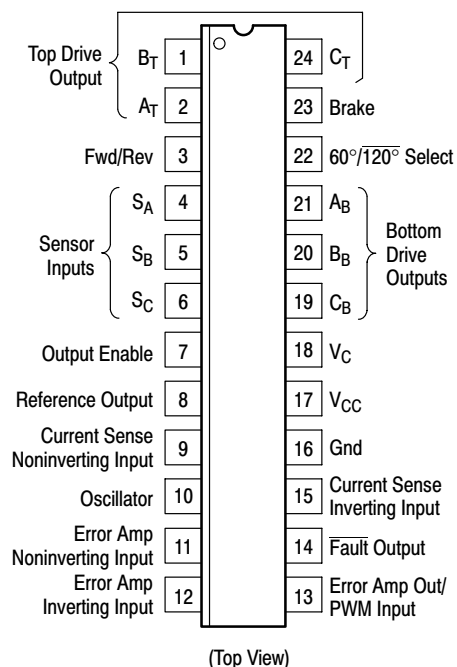 Top Drive
Output
B_T 1 24 C_T
A_T 2 23 Brake
Fwd/Rev 3 22 60°/1̅2̅0̅°̅ Select
Sensor
Inputs
S_A 4 21 A_B
S_B 5 20 B_B
S_C 6 19 C_B
Bottom
Drive
Outputs
Output Enable 7 18 V_C
Reference Output 8 17 V_CC
Current Sense
Noninverting Input 9 16 Gnd
Oscillator 10 15 Current Sense
Inverting Input
Error Amp
Noninverting Input 11 14 F̅a̅u̅l̅t̅ Output
Error Amp
Inverting Input 12 13 Error Amp Out/
PWM Input
(Top View)